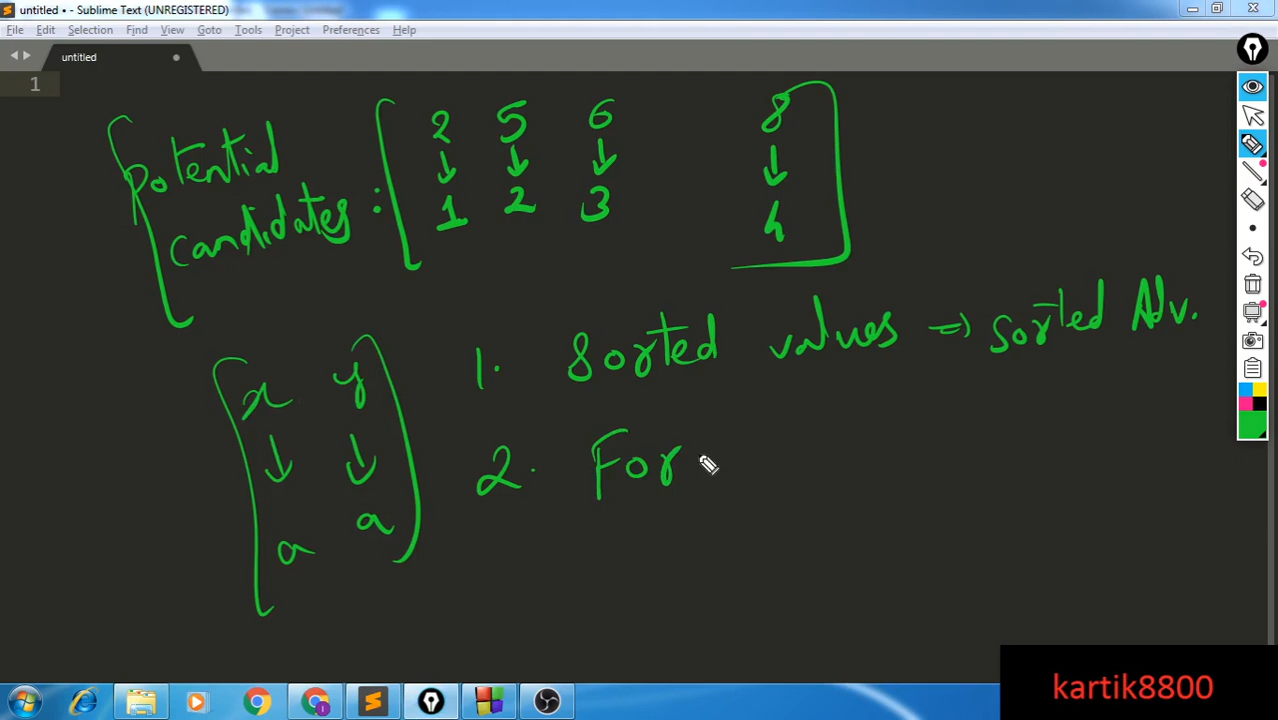 untitled • - Sublime Text (UNREGISTERED)
File Edit Selection Find View Goto Tools Project Preferences Help
untitled
1
2 5 6 8
Potential
candidates :
1 2 3 4
1. Sorted values => Sorted Adv.
x y
2. For
a a
kartik8800